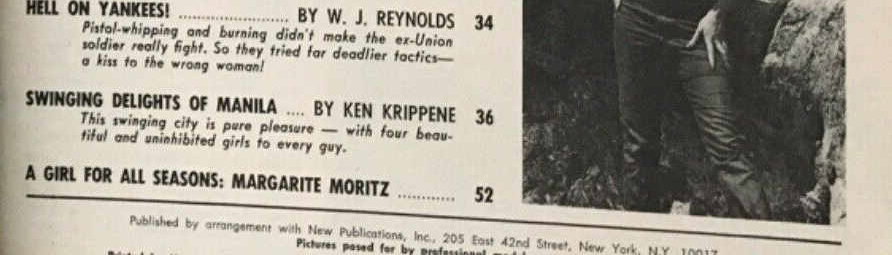 HELL ON YANKEES! .................... BY W. J. REYNOLDS 34
Pistol-whipping and burning didn't make the ex-Union
soldier really fight. So they tried far deadlier tactics—
a kiss to the wrong woman!
SWINGING DELIGHTS OF MANILA .... BY KEN KRIPPENE 36
This swinging city is pure pleasure — with four beau-
tiful and uninhibited girls to every guy.
A GIRL FOR ALL SEASONS: MARGARITE MORITZ ............ 52
Published by arrangement with New Publications, Inc., 205 East 42nd Street, New York, N.Y. 10017
Pictures posed for by professional